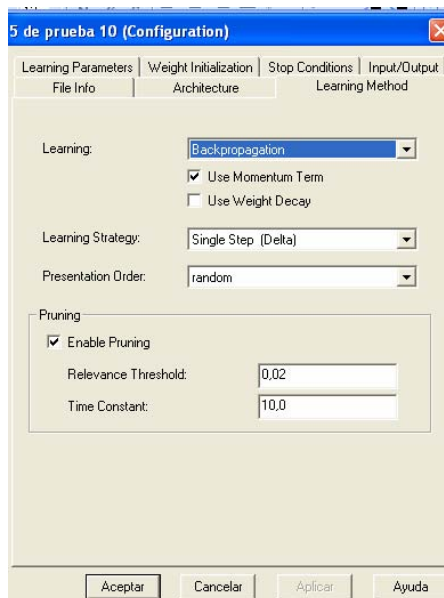 5 de prueba 10 (Configuration)
Learning Parameters Weight Initialization Stop Conditions Input/Output
File Info Architecture Learning Method
Learning: Backpropagation
Use Momentum Term
Use Weight Decay
Learning Strategy: Single Step (Delta)
Presentation Order: random
Pruning
Enable Pruning
Relevance Threshold: 0,02
Time Constant: 10,0
Aceptar Cancelar Aplicar Ayuda